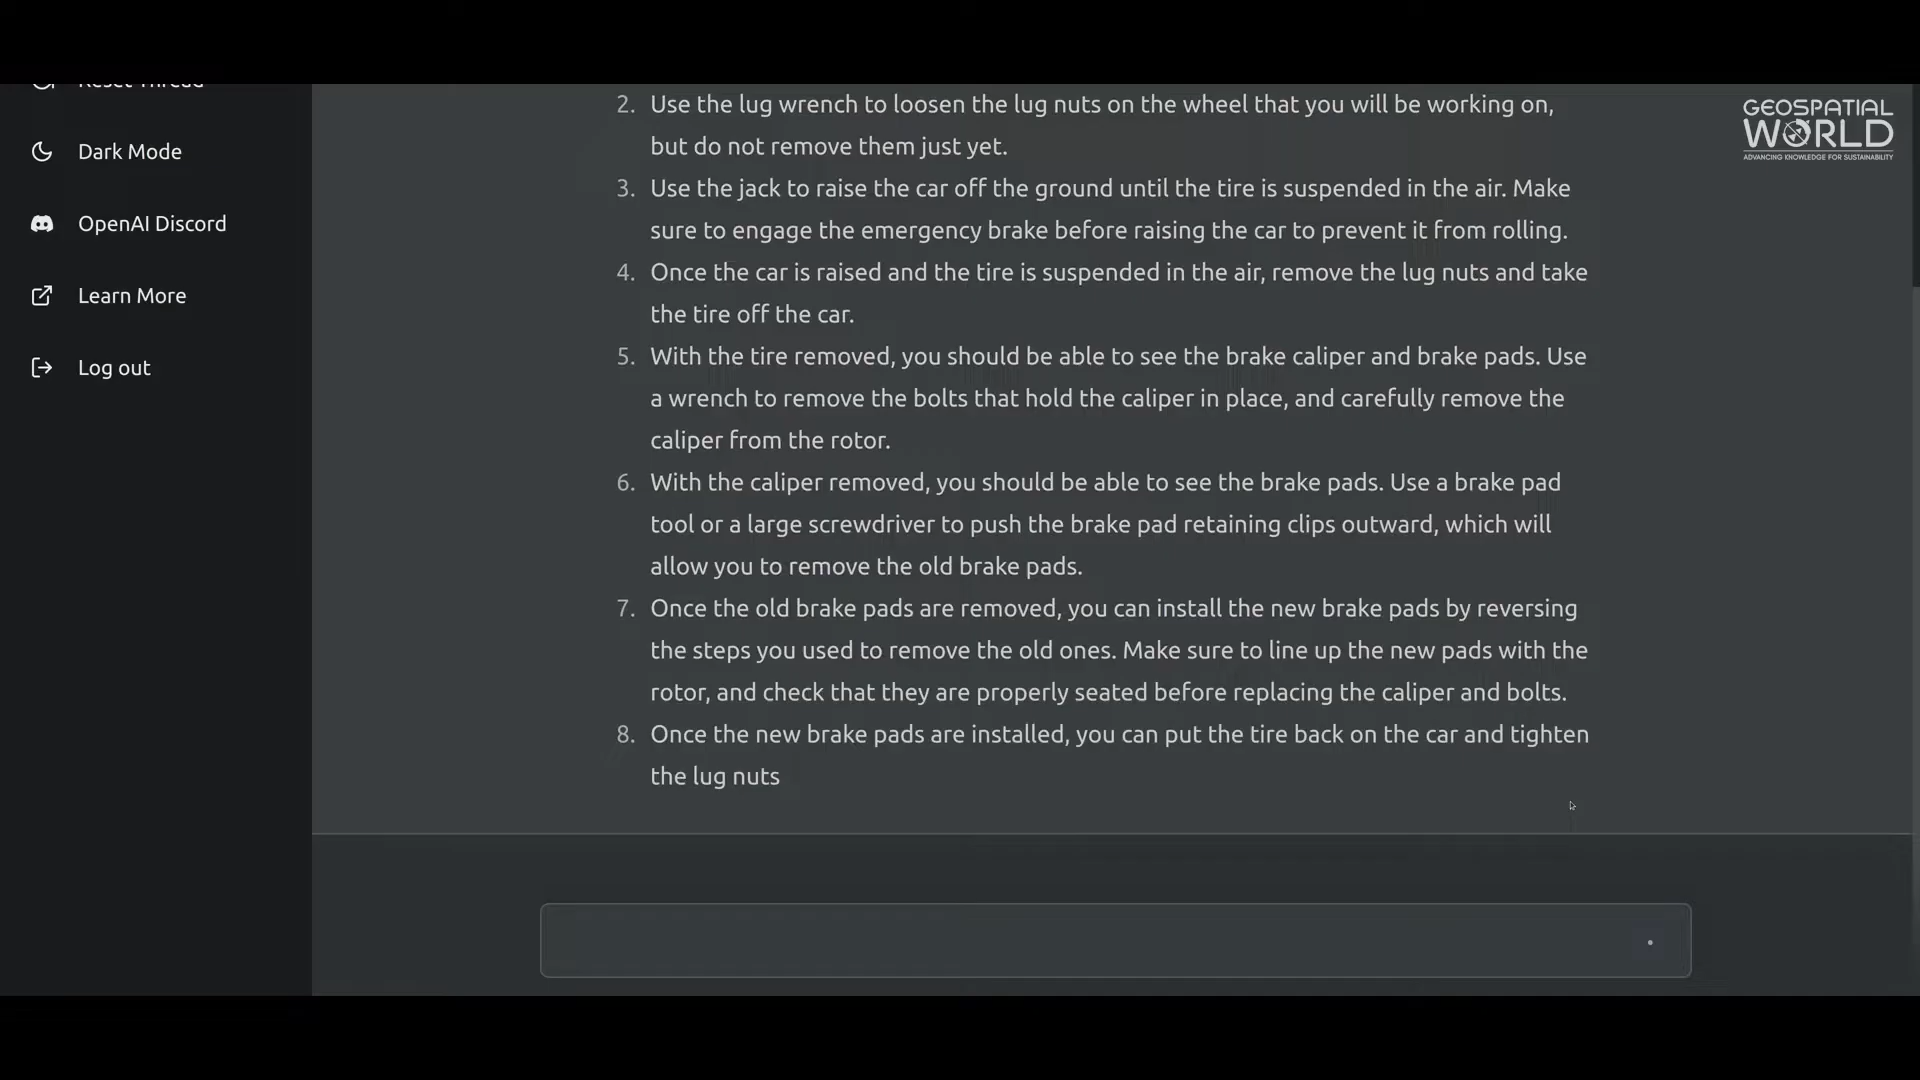 Reset Thread
Dark Mode
OpenAI Discord
Learn More
Log out
2. Use the lug wrench to loosen the lug nuts on the wheel that you will be working on,
but do not remove them just yet.
3. Use the jack to raise the car off the ground until the tire is suspended in the air. Make
sure to engage the emergency brake before raising the car to prevent it from rolling.
4. Once the car is raised and the tire is suspended in the air, remove the lug nuts and take
the tire off the car.
5. With the tire removed, you should be able to see the brake caliper and brake pads. Use
a wrench to remove the bolts that hold the caliper in place, and carefully remove the
caliper from the rotor.
6. With the caliper removed, you should be able to see the brake pads. Use a brake pad
tool or a large screwdriver to push the brake pad retaining clips outward, which will
allow you to remove the old brake pads.
7. Once the old brake pads are removed, you can install the new brake pads by reversing
the steps you used to remove the old ones. Make sure to line up the new pads with the
rotor, and check that they are properly seated before replacing the caliper and bolts.
8. Once the new brake pads are installed, you can put the tire back on the car and tighten
the lug nuts
GEOSPATIAL
WORLD
ADVANCING KNOWLEDGE FOR SUSTAINABILITY